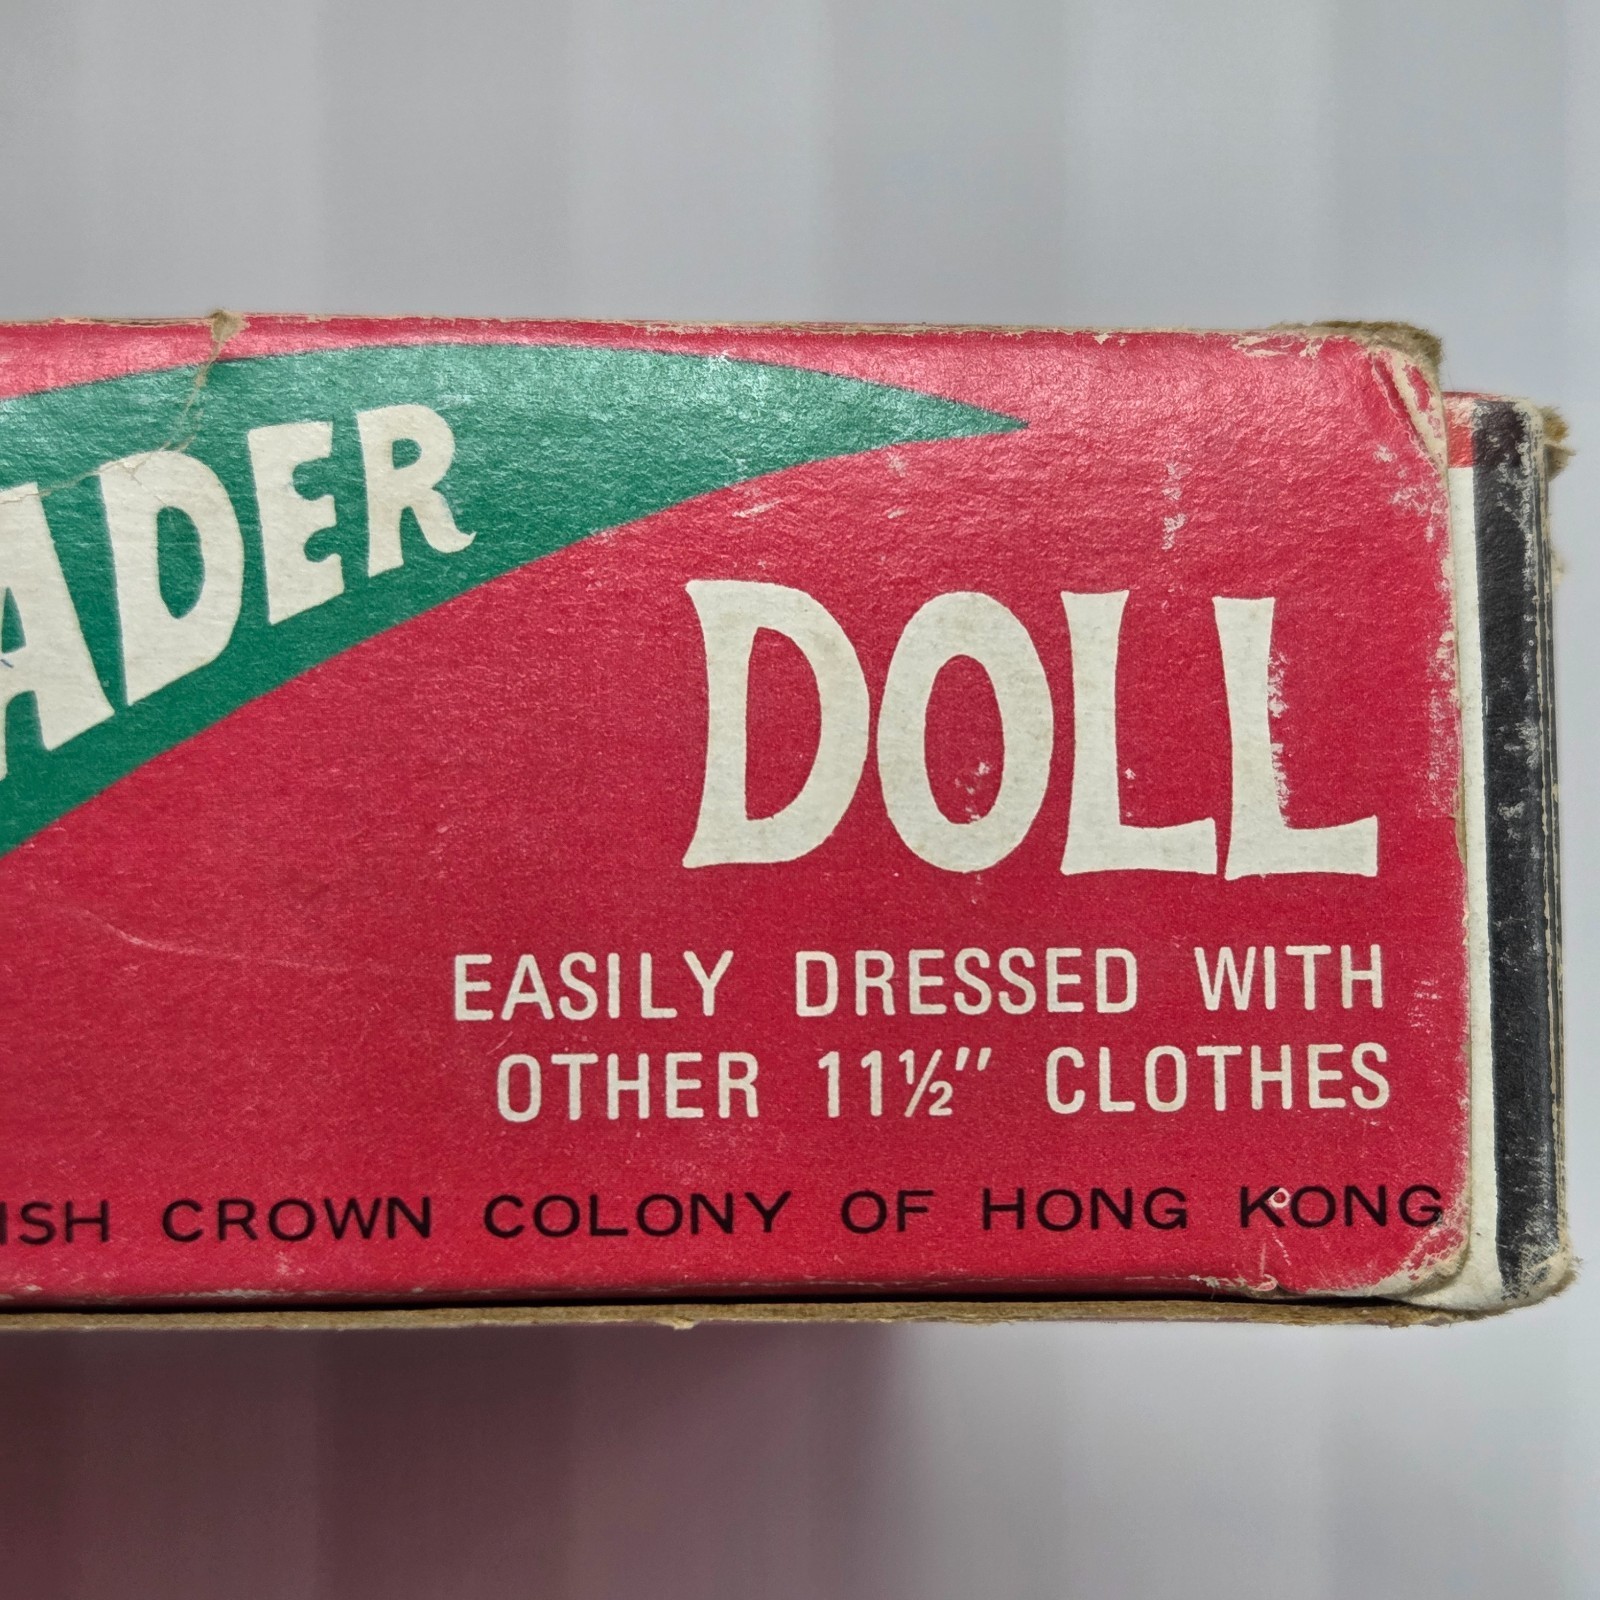 ADER
DOLL
EASILY DRESSED WITH
OTHER 11½" CLOTHES
ISH CROWN COLONY OF HONG KONG